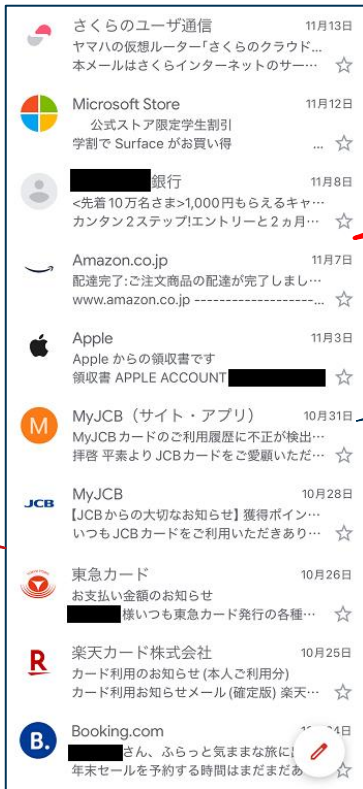 さくらのユーザ通信 11月13日
ヤマハの仮想ルーター「さくらのクラウド...
本メールはさくらインターネットのサー…
Microsoft Store 11月12日
公式ストア限定学生割引
学割で Surface がお買い得 ...
銀行 11月8日
<先着10万名さま>1,000円もらえるキャ…
カンタン2ステップ!エントリーと2ヵ月…
Amazon.co.jp 11月7日
配達完了:ご注文商品の配達が完了しまし…
www.amazon.co.jp -------------------...
Apple 11月3日
Apple からの領収書です
領収書 APPLE ACCOUNT
M
MyJCB（サイト・アプリ） 10月31日
MyJCBカードのご利用履歴に不正が検出…
拝啓 平素よりJCBカードをご愛顧いただ…
JCB
MyJCB 10月28日
【JCBからの大切なお知らせ】獲得ポイン…
いつもJCBカードをご利用いただきあり…
東急カード 10月26日
お支払い金額のお知らせ
様いつも東急カード発行の各種…
R
楽天カード株式会社 10月25日
カード利用のお知らせ(本人ご利用分)
カード利用お知らせメール(確定版) 楽天…
B.
Booking.com 4日
さん、ふらっと気ままな旅に
年末セールを予約する時間はまだまだあ